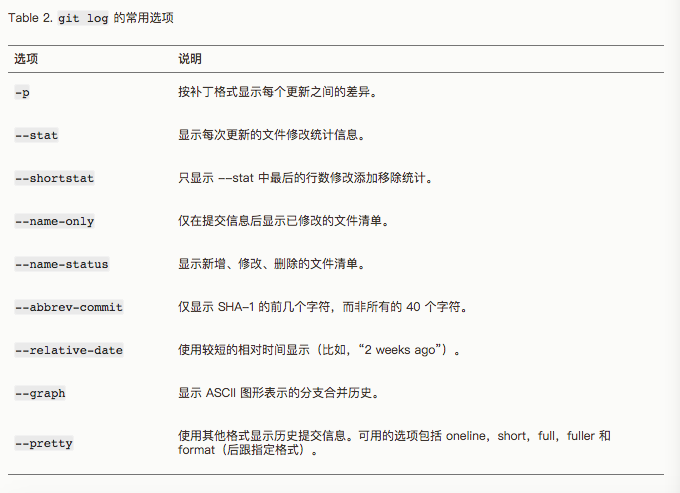 Table 2. git log 的常用选项
选项 说明
-p 按补丁格式显示每个更新之间的差异。
--stat 显示每次更新的文件修改统计信息。
--shortstat 只显示 --stat 中最后的行数修改添加移除统计。
--name-only 仅在提交信息后显示已修改的文件清单。
--name-status 显示新增、修改、删除的文件清单。
--abbrev-commit 仅显示 SHA-1 的前几个字符，而非所有的 40 个字符。
--relative-date 使用较短的相对时间显示（比如，“2 weeks ago”）。
--graph 显示 ASCII 图形表示的分支合并历史。
--pretty 使用其他格式显示历史提交信息。可用的选项包括 oneline，short，full，fuller 和
format（后跟指定格式）。